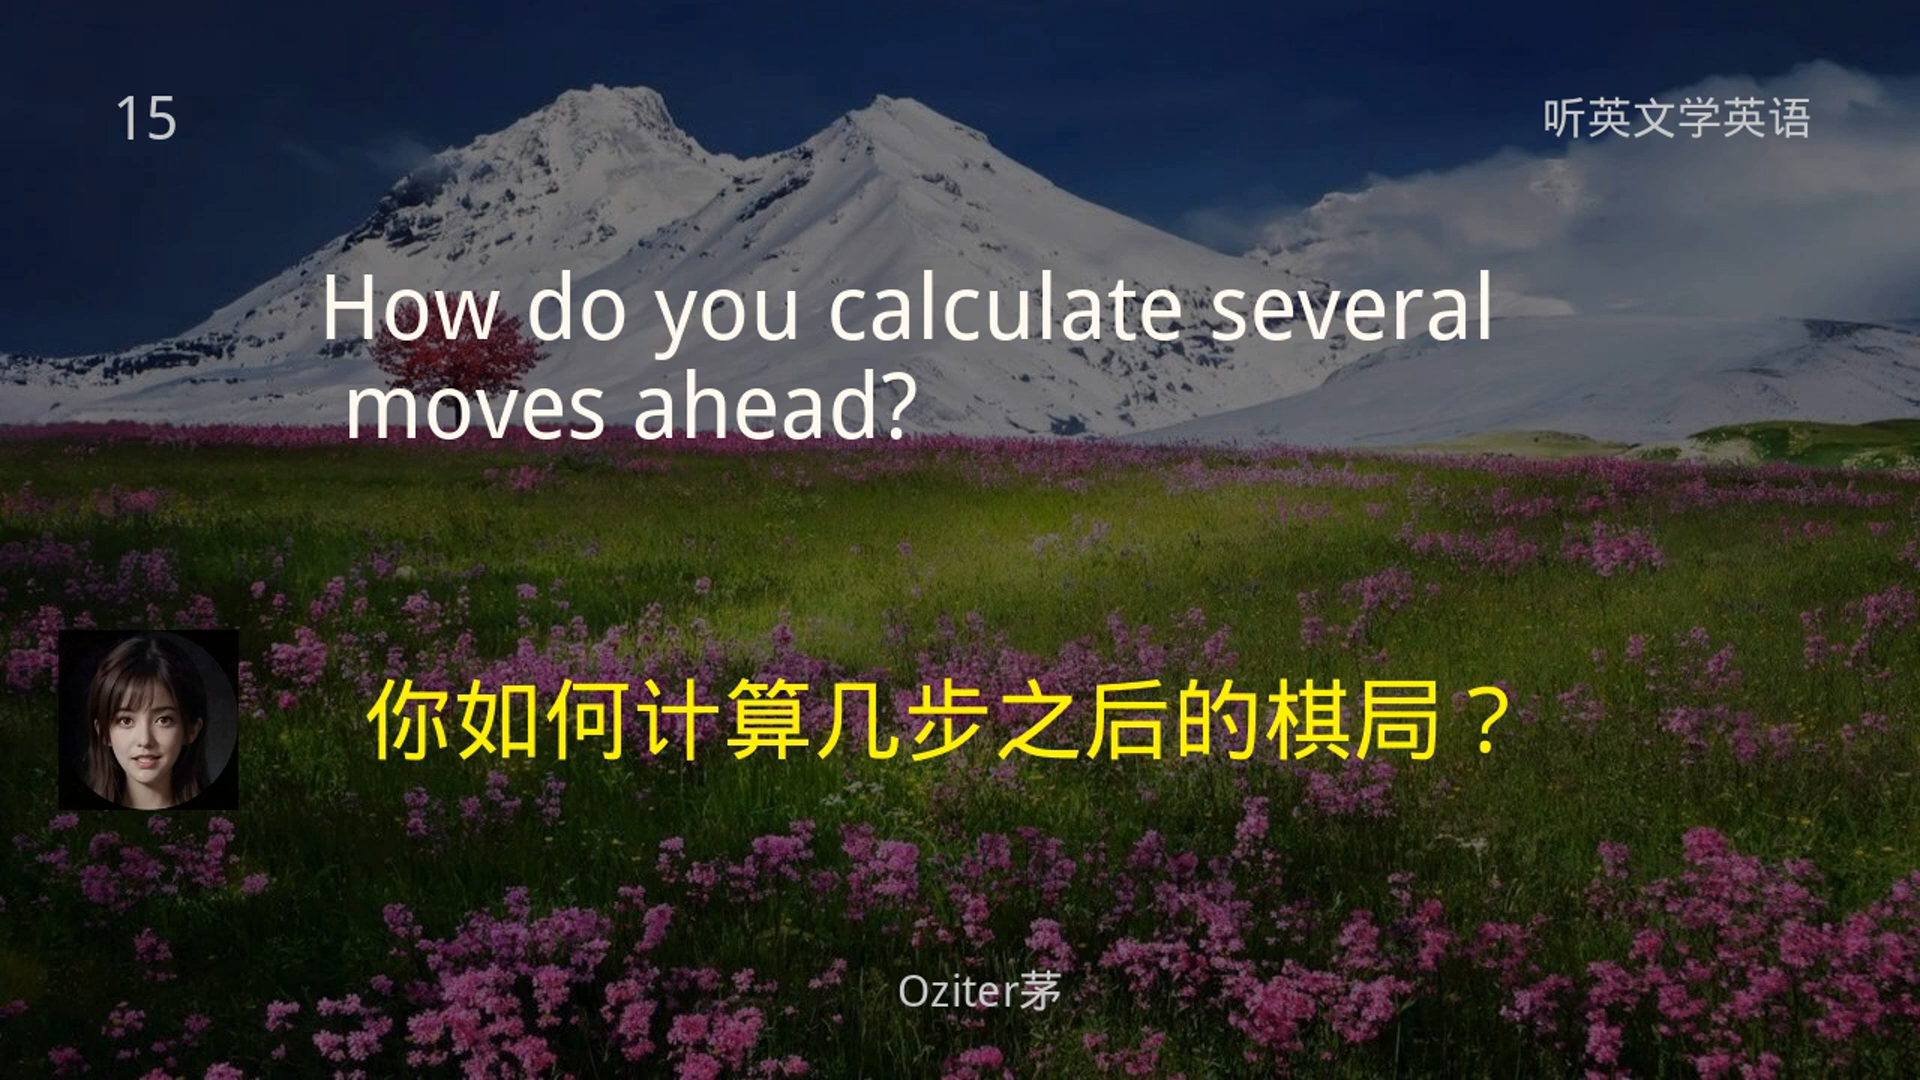 15
听英文学英语
How do you calculate several
moves ahead?
你如何计算几步之后的棋局？
Oziter茅